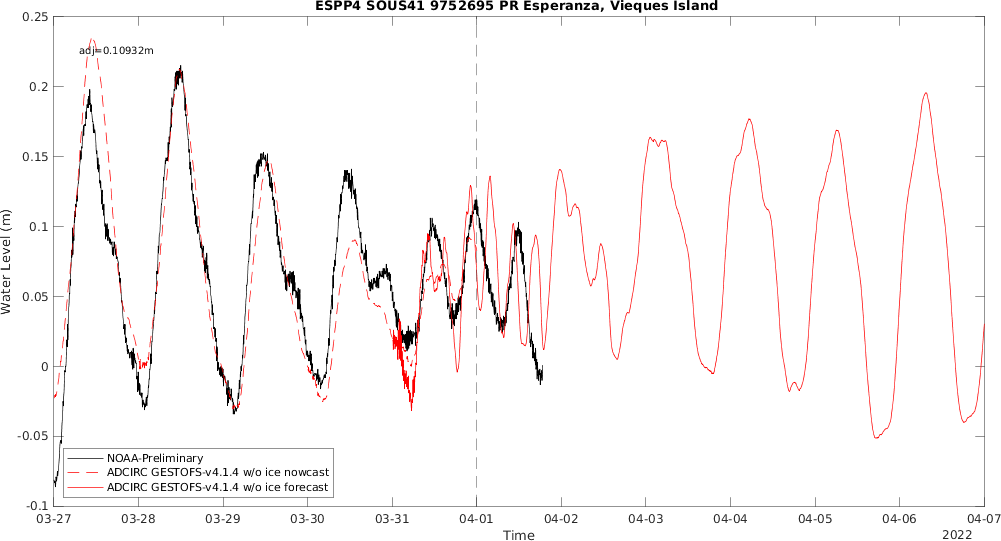 ESPP4 SOUS41 9752695 PR Esperanza, Vieques Island
0.25
adj=0.10932m
0.2
0.15
0.1
0.05
0
-0.05
-0.1
Water Level (m)
NOAA-Preliminary
ADCIRC GESTOFS-v4.1.4 w/o ice nowcast
ADCIRC GESTOFS-v4.1.4 w/o ice forecast
03-27 03-28 03-29 03-30 03-31 04-01 04-02 04-03 04-04 04-05 04-06 04-07
Time
2022